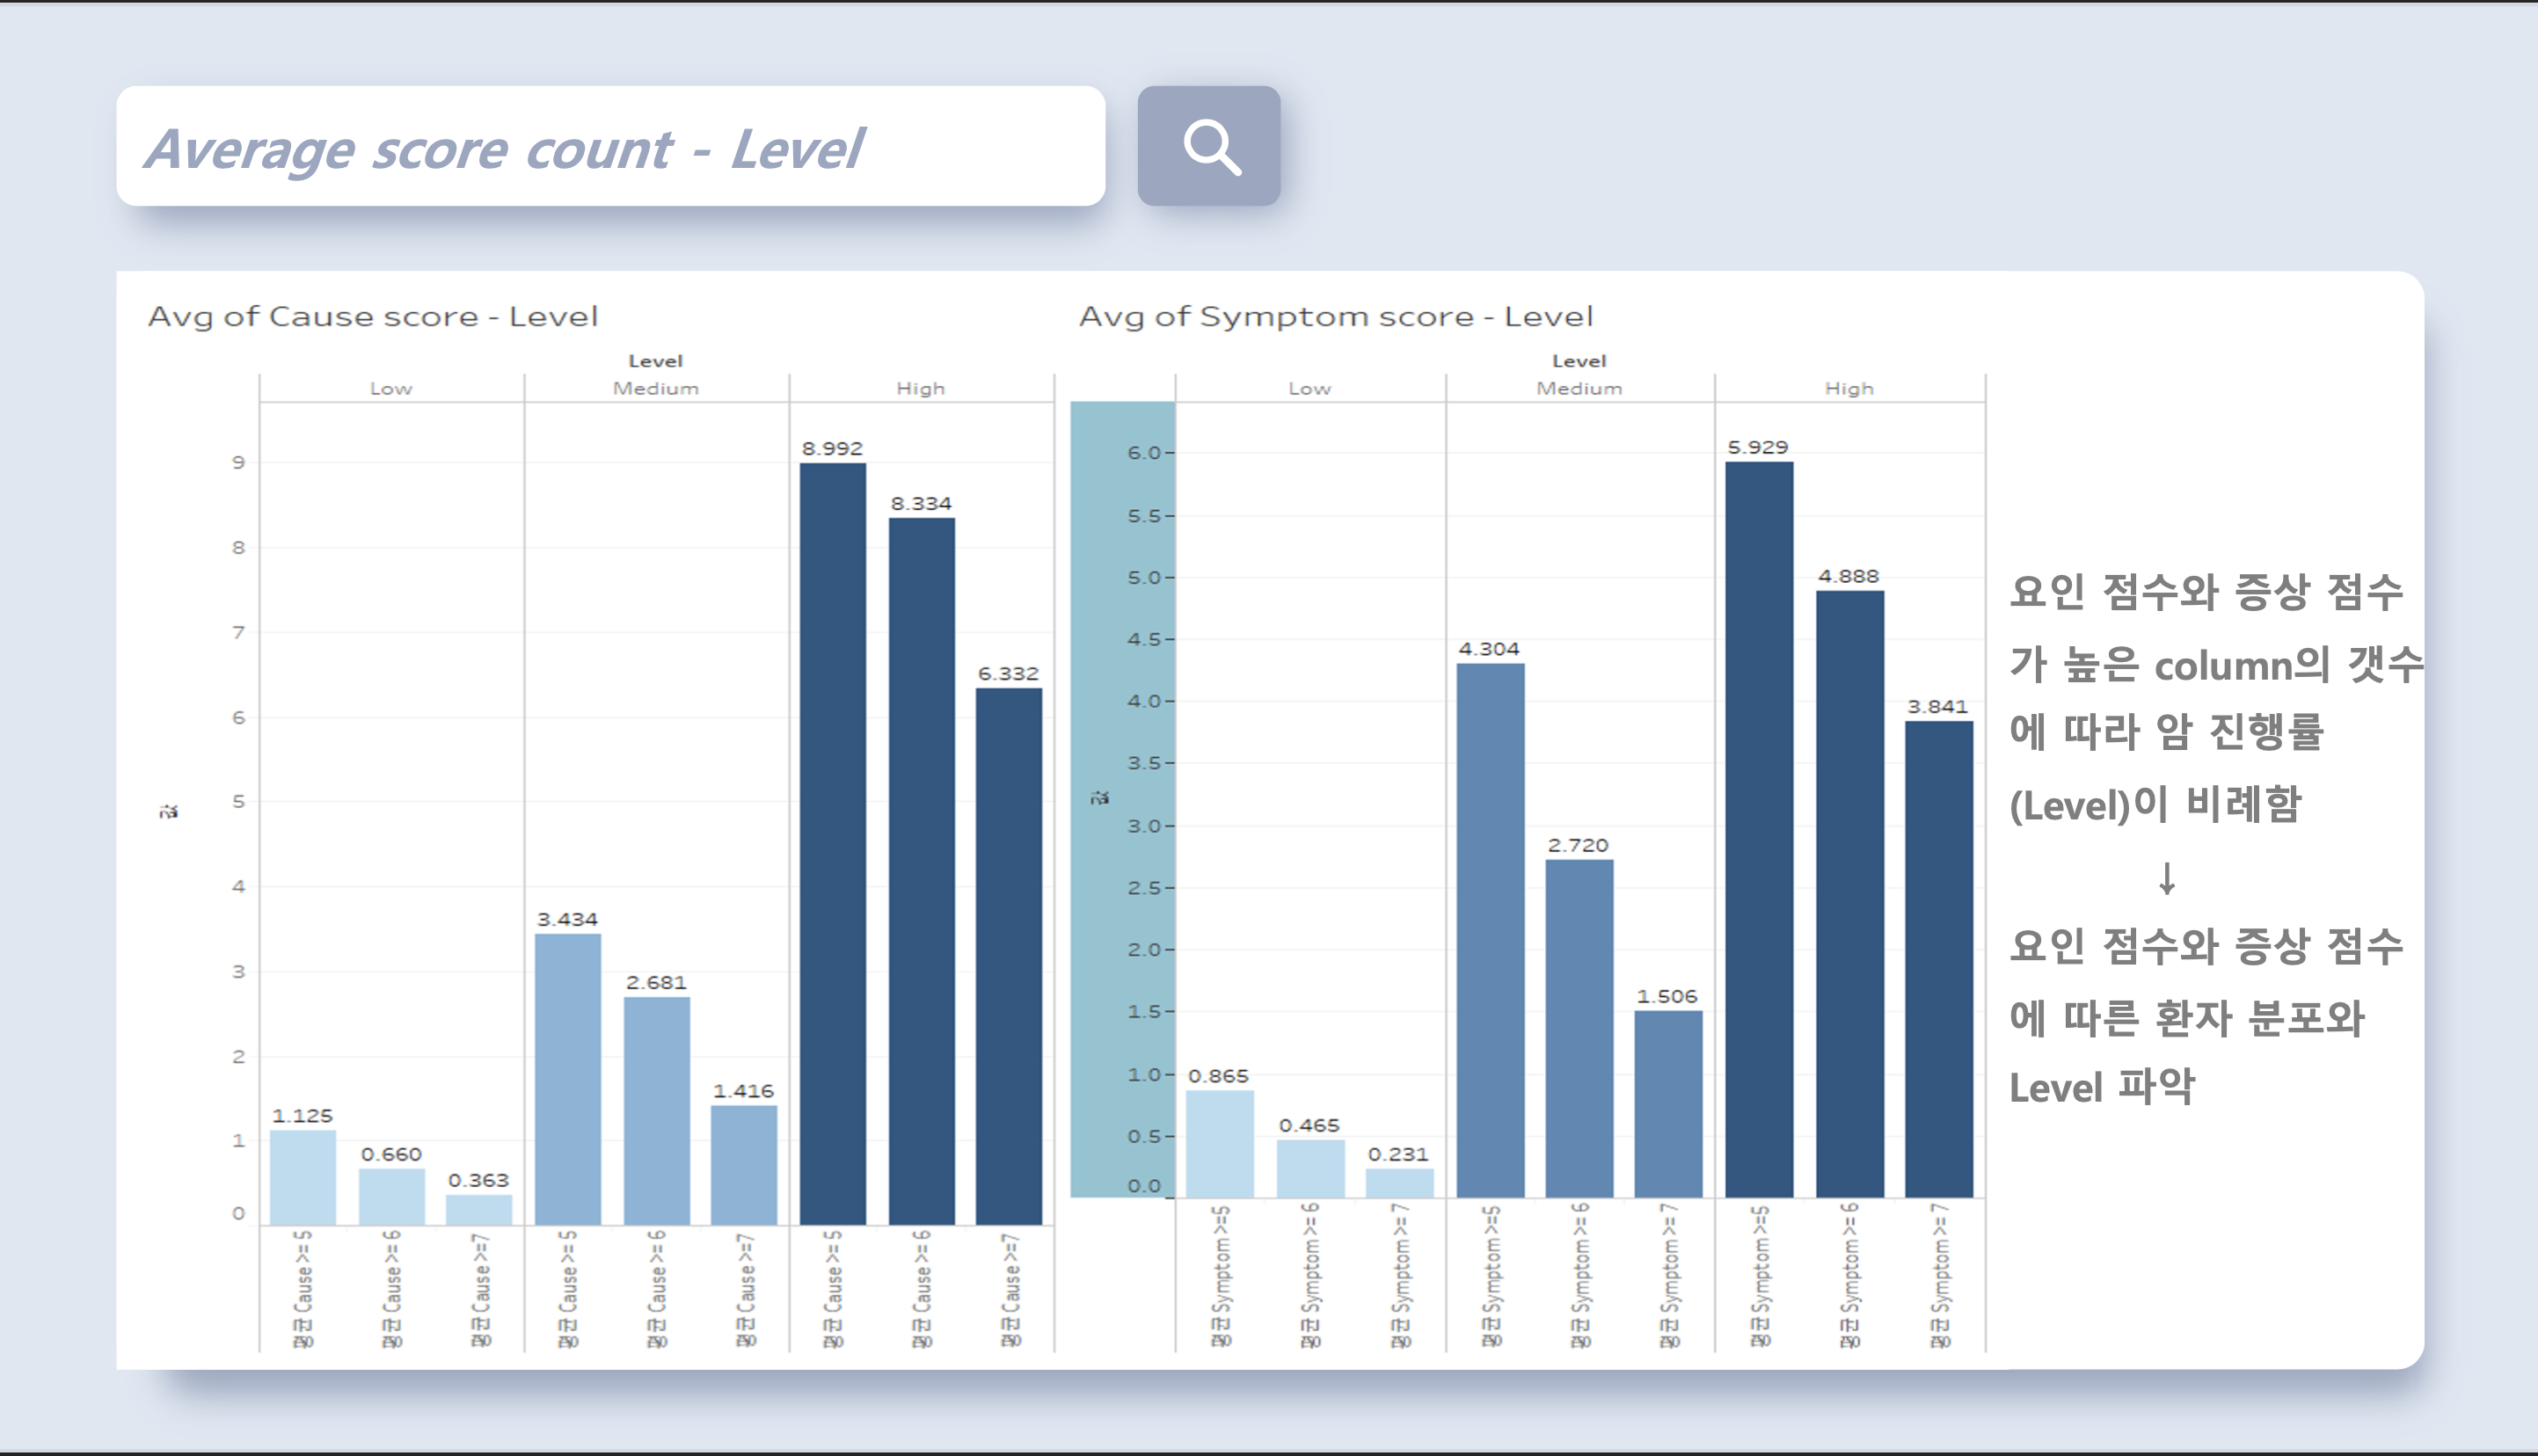 Average score count - Level
Avg of Cause score - Level
Level
Low Medium High
9
8
7
6
5
4
3
2
1
0
값
1.125 0.660 0.363
3.434 2.681 1.416
8.992 8.334 6.332
평균 Cause >= 5
평균 Cause >= 6
평균 Cause >=7
평균 Cause >= 5
평균 Cause >= 6
평균 Cause >=7
평균 Cause >= 5
평균 Cause >= 6
평균 Cause >=7
Avg of Symptom score - Level
Level
Low Medium High
6.0
5.5
5.0
4.5
4.0
3.5
3.0
2.5
2.0
1.5
1.0
0.5
0.0
값
0.865 0.465 0.231
4.304 2.720 1.506
5.929 4.888 3.841
평균 Symptom >=5
평균 Symptom >= 6
평균 Symptom >= 7
평균 Symptom >=5
평균 Symptom >= 6
평균 Symptom >= 7
평균 Symptom >=5
평균 Symptom >= 6
평균 Symptom >= 7
요인 점수와 증상 점수
가 높은 column의 갯수
에 따라 암 진행률
(Level)이 비례함
↓
요인 점수와 증상 점수
에 따른 환자 분포와
Level 파악